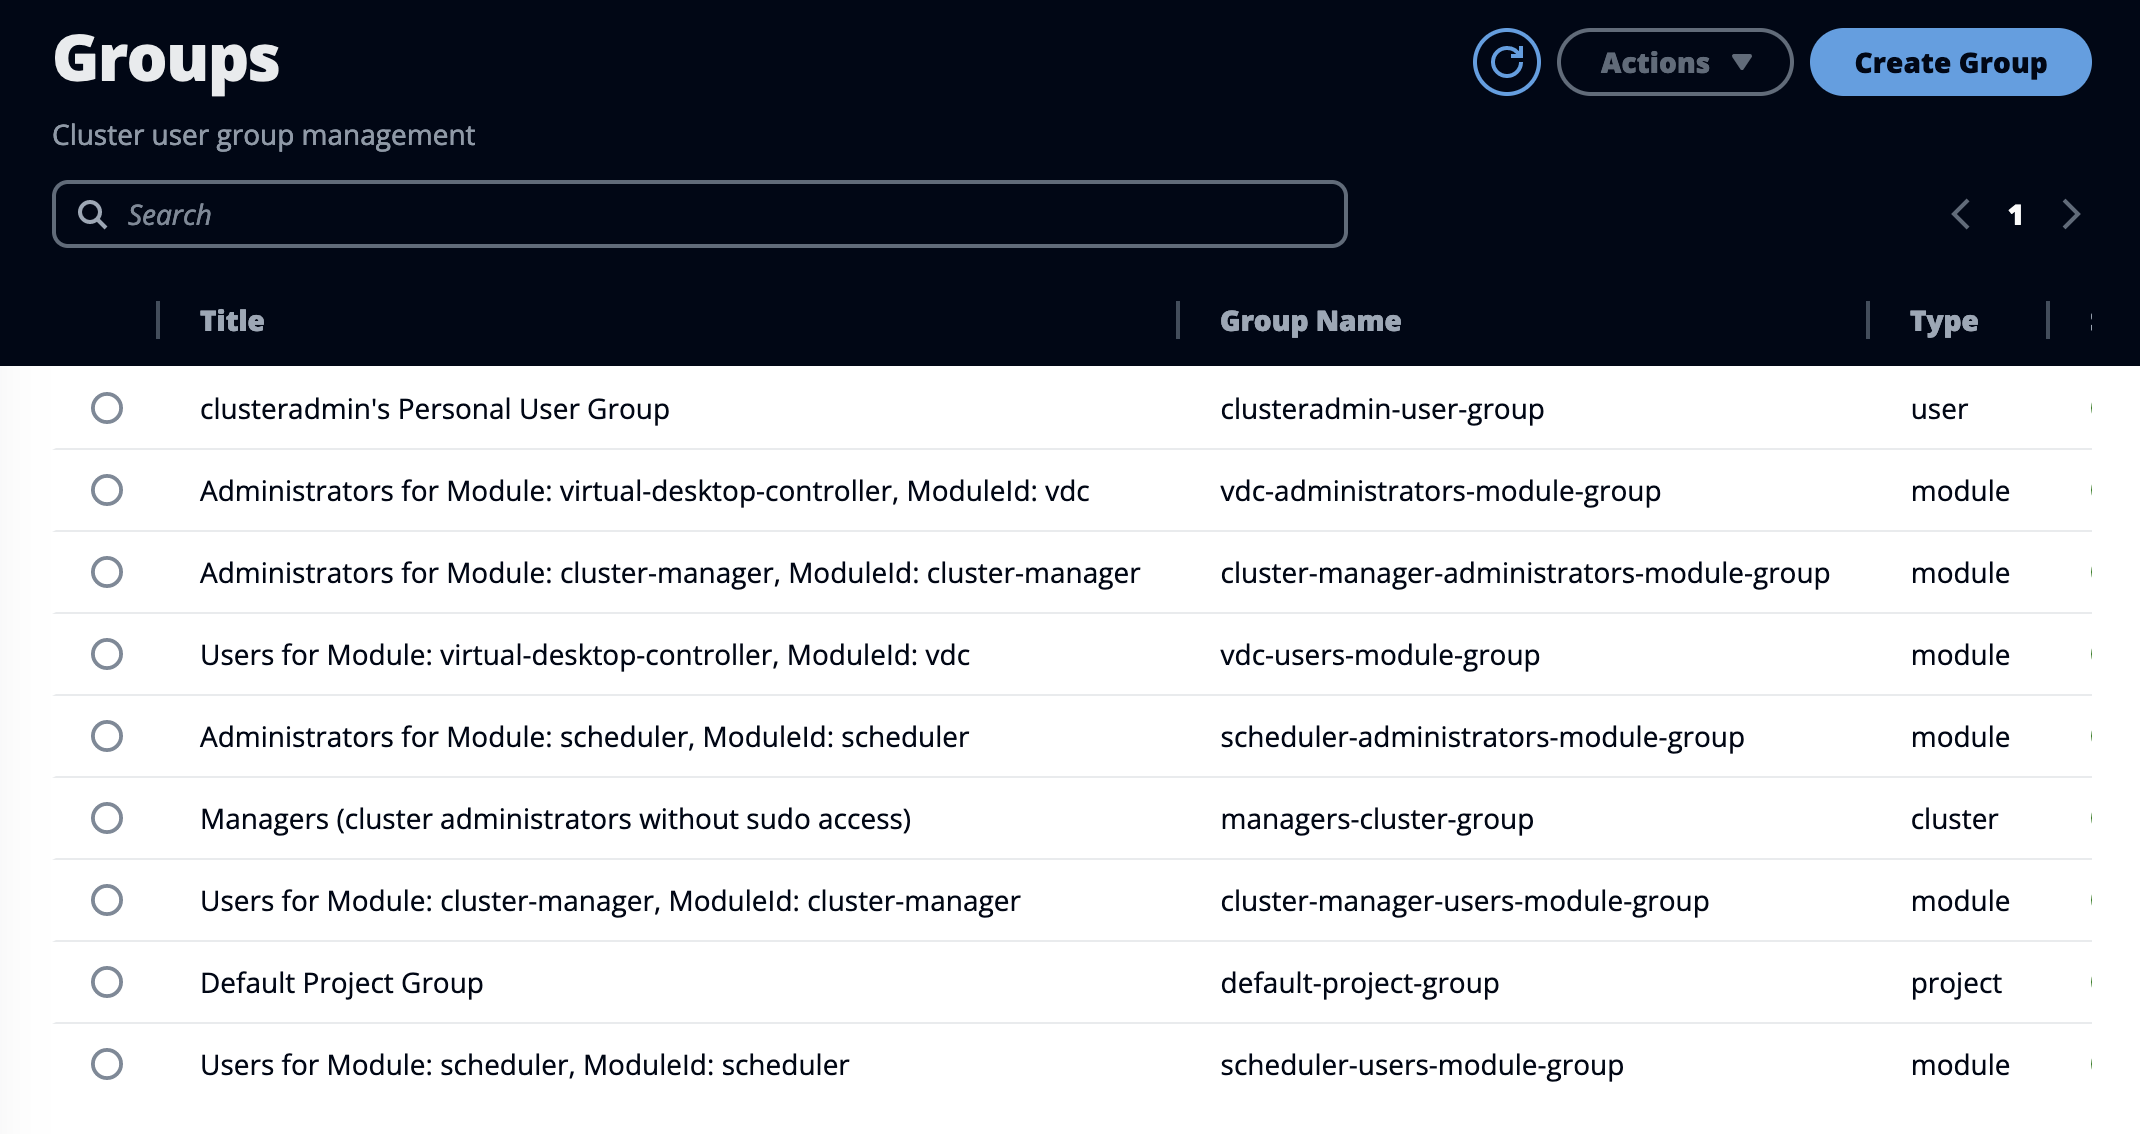 Groups
Actions
Create Group
Cluster user group management
Search
1
Title Group Name Type
clusteradmin's Personal User Group clusteradmin-user-group user
Administrators for Module: virtual-desktop-controller, ModuleId: vdc vdc-administrators-module-group module
Administrators for Module: cluster-manager, ModuleId: cluster-manager cluster-manager-administrators-module-group module
Users for Module: virtual-desktop-controller, ModuleId: vdc vdc-users-module-group module
Administrators for Module: scheduler, ModuleId: scheduler scheduler-administrators-module-group module
Managers (cluster administrators without sudo access) managers-cluster-group cluster
Users for Module: cluster-manager, ModuleId: cluster-manager cluster-manager-users-module-group module
Default Project Group default-project-group project
Users for Module: scheduler, ModuleId: scheduler scheduler-users-module-group module